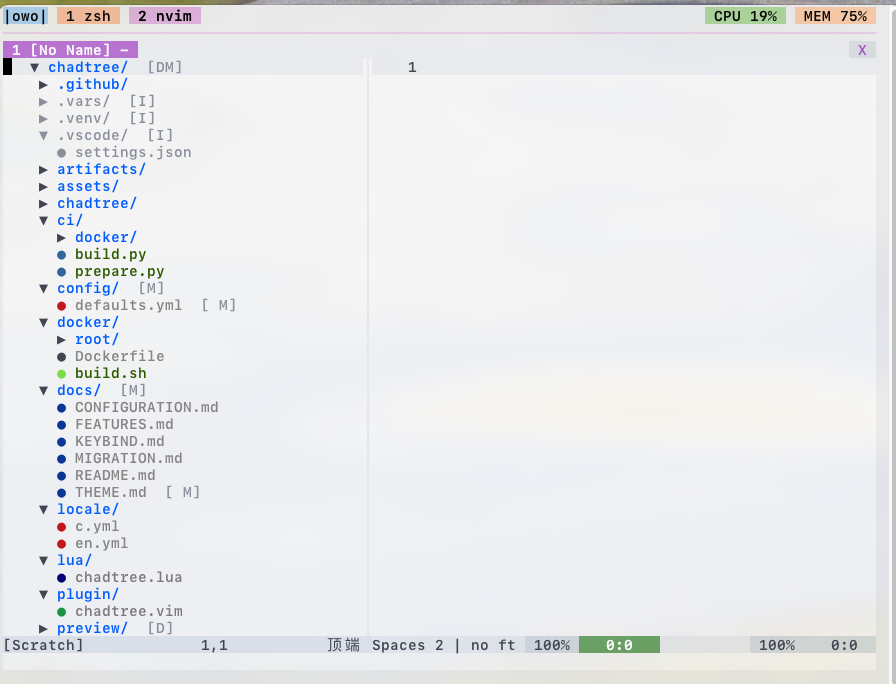 |owo| 1 zsh 2 nvim CPU 19% MEM 75%
1 [No Name] – X
▼ chadtree/ [DM] 1
▶ .github/
▶ .vars/ [I]
▶ .venv/ [I]
▼ .vscode/ [I]
● settings.json
▶ artifacts/
▶ assets/
▶ chadtree/
▼ ci/
▶ docker/
● build.py
● prepare.py
▼ config/ [M]
● defaults.yml [ M]
▼ docker/
▶ root/
● Dockerfile
● build.sh
▼ docs/ [M]
● CONFIGURATION.md
● FEATURES.md
● KEYBIND.md
● MIGRATION.md
● README.md
● THEME.md [ M]
▼ locale/
● c.yml
● en.yml
▼ lua/
● chadtree.lua
▼ plugin/
● chadtree.vim
▶ preview/ [D]
[Scratch] 1,1 顶端 Spaces 2 | no ft 100% 0:0 100% 0:0